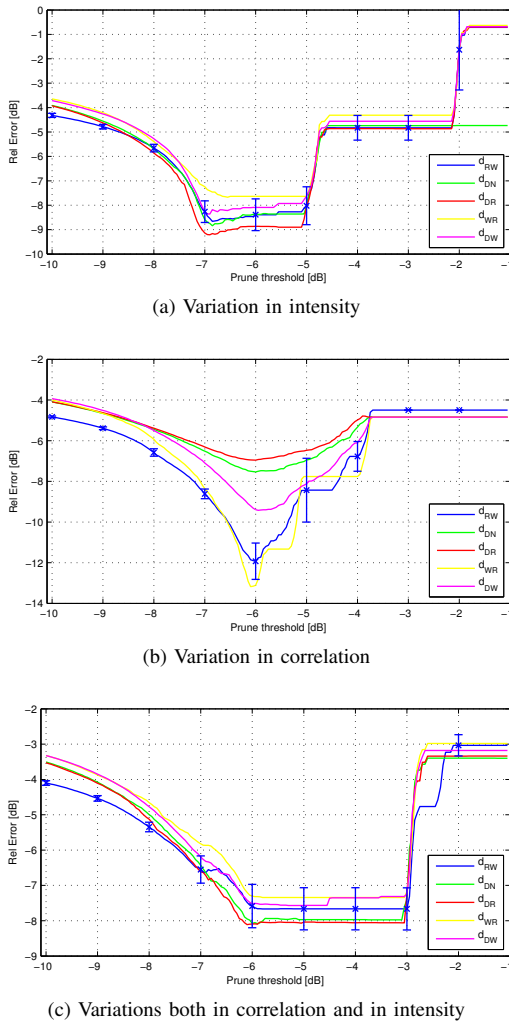 0
−1
−2
−3
−4
−5
−6
−7
−8
−9
−10
Rel Error [dB]
d_RW
d_DN
d_DR
d_WR
d_DW
−10 −9 −8 −7 −6 −5 −4 −3 −2 −1
Prune threshold [dB]
(a) Variation in intensity
−2
−4
−6
−8
−10
−12
−14
Rel Error [dB]
d_RW
d_DN
d_DR
d_WR
d_DW
−10 −9 −8 −7 −6 −5 −4 −3 −2 −1
Prune threshold [dB]
(b) Variation in correlation
−2
−3
−4
−5
−6
−7
−8
−9
Rel Error [dB]
d_RW
d_DN
d_DR
d_WR
d_DW
−10 −9 −8 −7 −6 −5 −4 −3 −2 −1
Prune threshold [dB]
(c) Variations both in correlation and in intensity